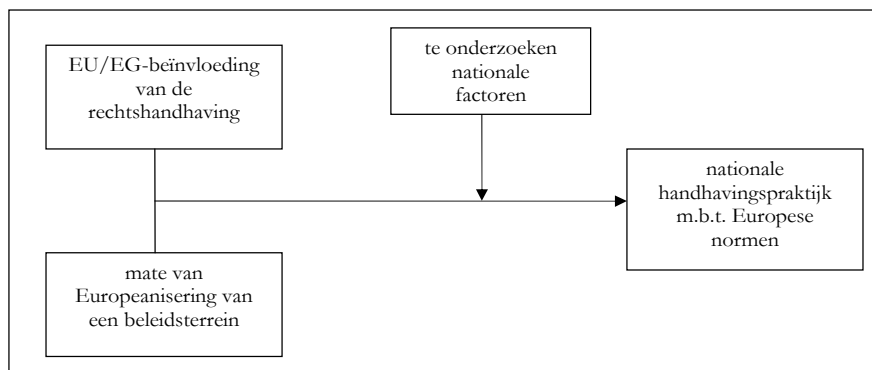 EU/EG-beïnvloeding
van de
rechtshandhaving
te onderzoeken
nationale
factoren
nationale
handhavingspraktijk
m.b.t. Europese
normen
mate van
Europeanisering van
een beleidsterrein